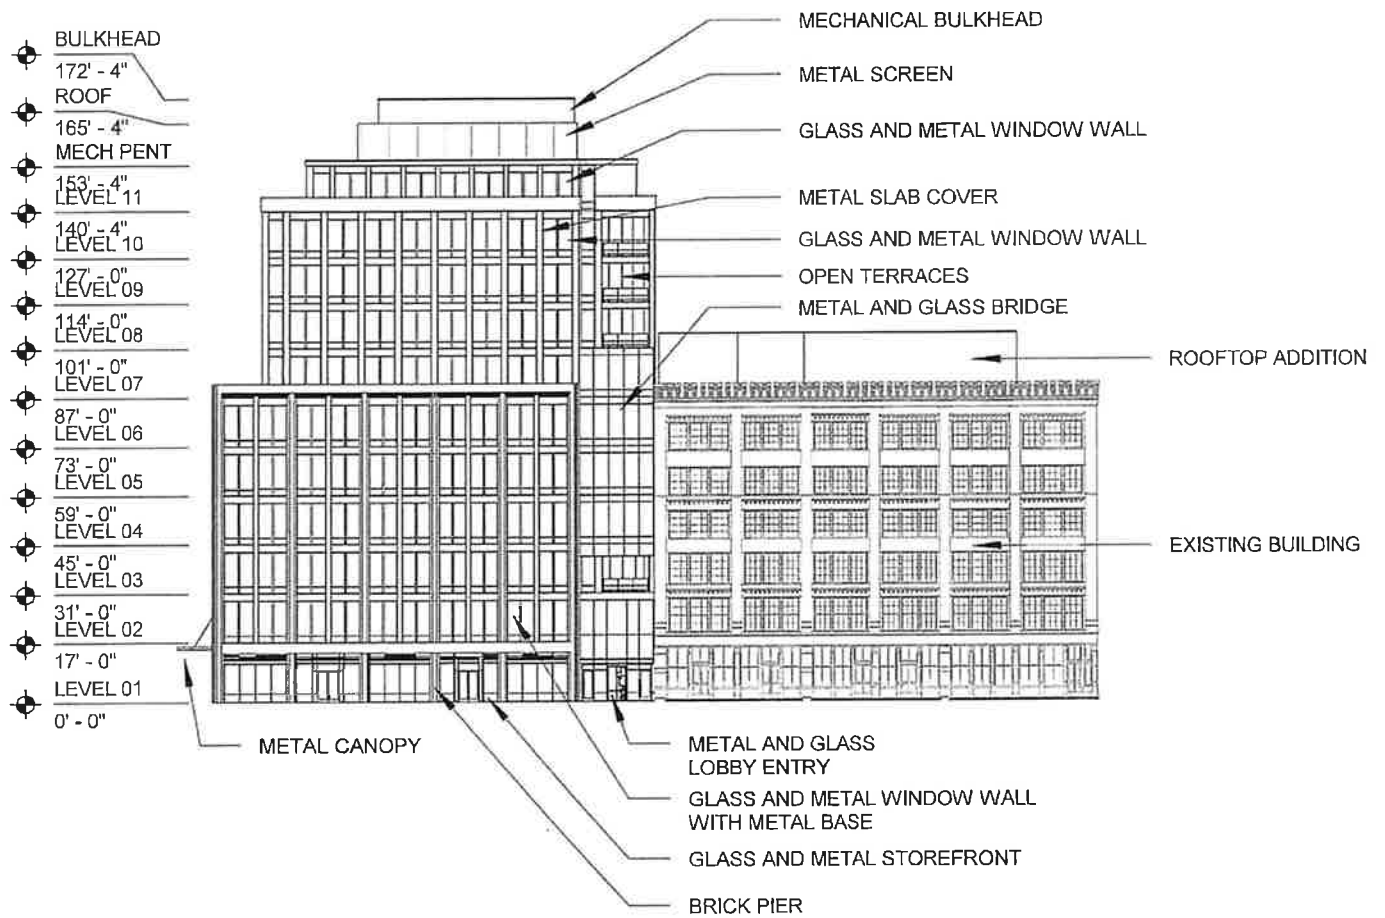 BULKHEAD
172' - 4"
ROOF
165' - 4"
MECH PENT
153' - 4"
LEVEL 11
140' - 4"
LEVEL 10
127' - 0"
LEVEL 09
114' - 0"
LEVEL 08
101' - 0"
LEVEL 07
87' - 0"
LEVEL 06
73' - 0"
LEVEL 05
59' - 0"
LEVEL 04
45' - 0"
LEVEL 03
31' - 0"
LEVEL 02
17' - 0"
LEVEL 01
0' - 0"
MECHANICAL BULKHEAD
METAL SCREEN
GLASS AND METAL WINDOW WALL
METAL SLAB COVER
GLASS AND METAL WINDOW WALL
OPEN TERRACES
METAL AND GLASS BRIDGE
ROOFTOP ADDITION
EXISTING BUILDING
METAL CANOPY
METAL AND GLASS
LOBBY ENTRY
GLASS AND METAL WINDOW WALL
WITH METAL BASE
GLASS AND METAL STOREFRONT
BRICK PIER